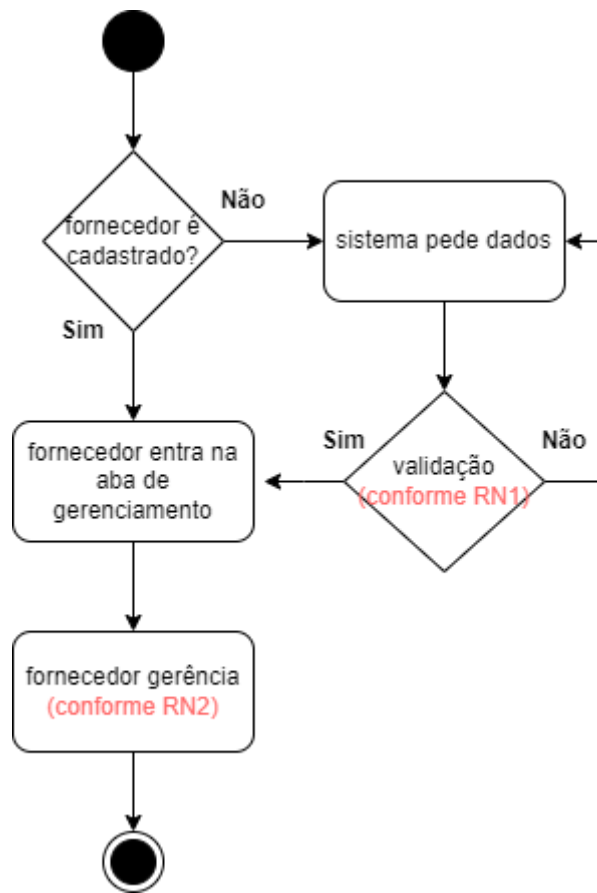 Não
fornecedor é
cadastrado?
sistema pede dados
Sim
fornecedor entra na
aba de
gerenciamento
Sim
Não
validação
(conforme RN1)
fornecedor gerência
(conforme RN2)